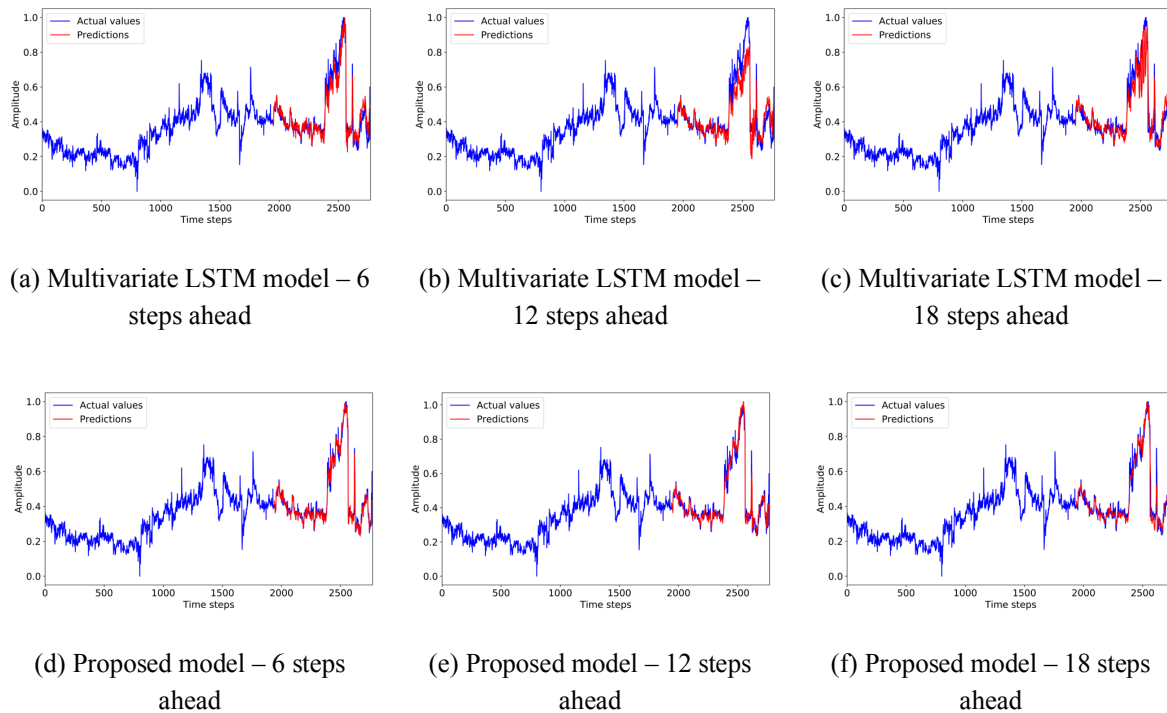 Actual values
Predictions
Amplitude
1.0
0.8
0.6
0.4
0.2
0.0
0 500 1000 1500 2000 2500
Time steps
(a) Multivariate LSTM model – 6
steps ahead
Actual values
Predictions
Amplitude
1.0
0.8
0.6
0.4
0.2
0.0
0 500 1000 1500 2000 2500
Time steps
(b) Multivariate LSTM model –
12 steps ahead
Actual values
Predictions
Amplitude
1.0
0.8
0.6
0.4
0.2
0.0
0 500 1000 1500 2000 2500
Time steps
(c) Multivariate LSTM model –
18 steps ahead
Actual values
Predictions
Amplitude
1.0
0.8
0.6
0.4
0.2
0.0
0 500 1000 1500 2000 2500
Time steps
(d) Proposed model – 6 steps
ahead
Actual values
Predictions
Amplitude
1.0
0.8
0.6
0.4
0.2
0.0
0 500 1000 1500 2000 2500
Time steps
(e) Proposed model – 12 steps
ahead
Actual values
Predictions
Amplitude
1.0
0.8
0.6
0.4
0.2
0.0
0 500 1000 1500 2000 2500
Time steps
(f) Proposed model – 18 steps
ahead